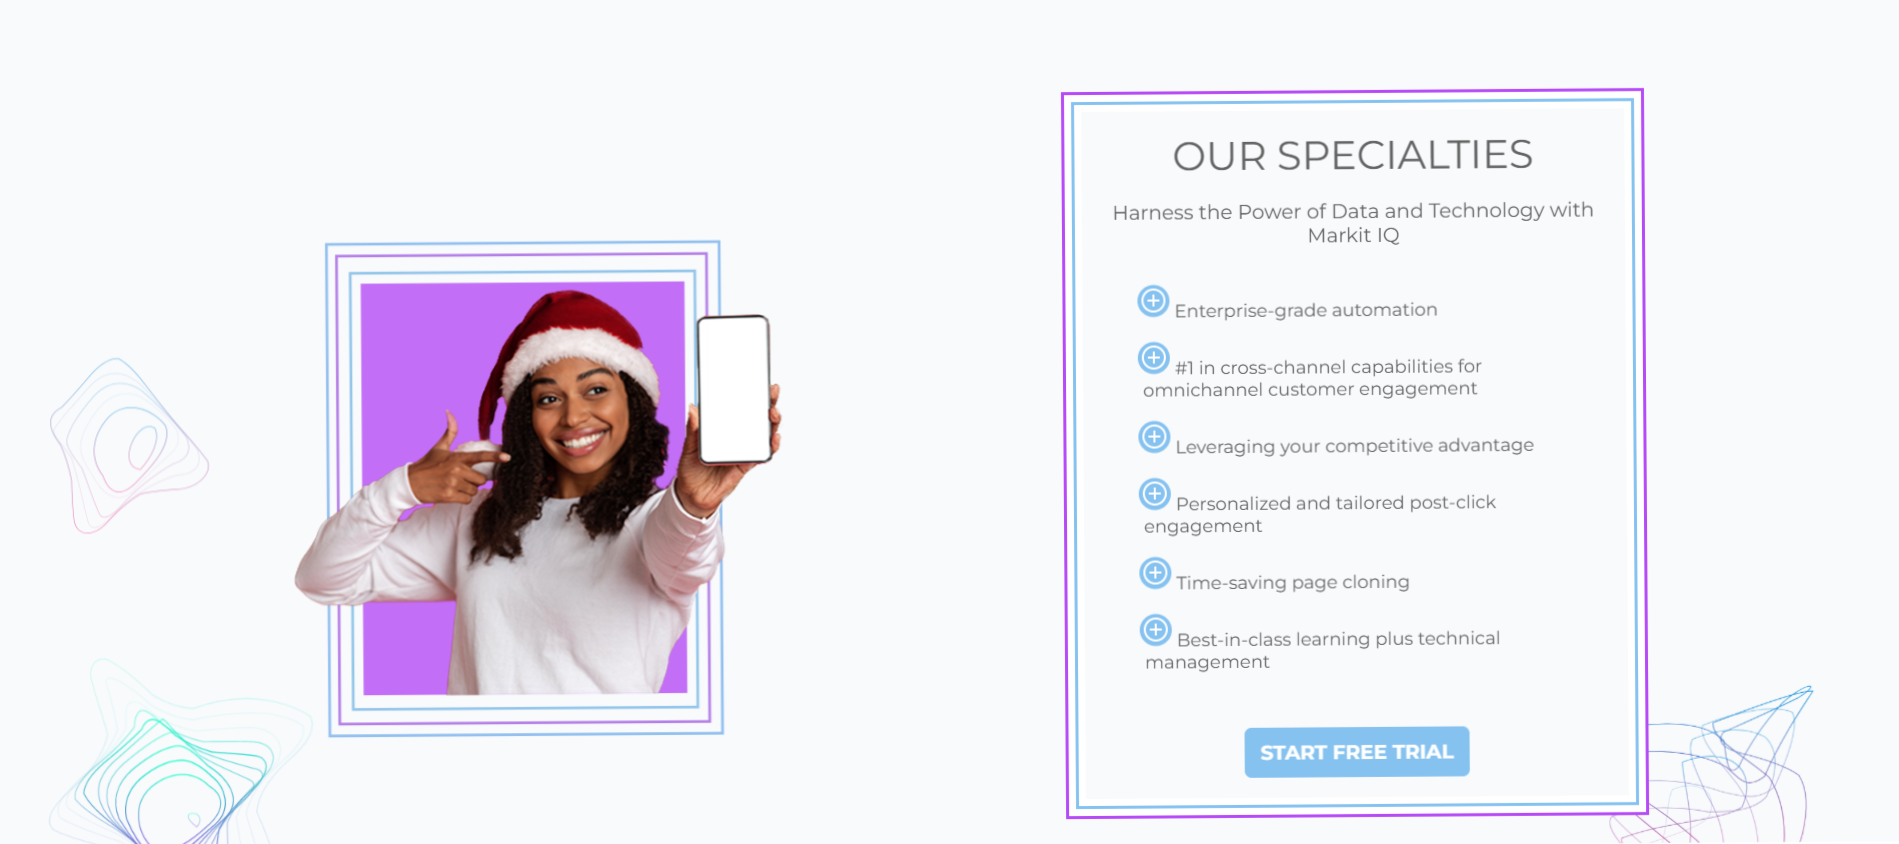 OUR SPECIALTIES
Harness the Power of Data and Technology with
Markit IQ
Enterprise-grade automation
#1 in cross-channel capabilities for
omnichannel customer engagement
Leveraging your competitive advantage
Personalized and tailored post-click
engagement
Time-saving page cloning
Best-in-class learning plus technical
management
START FREE TRIAL